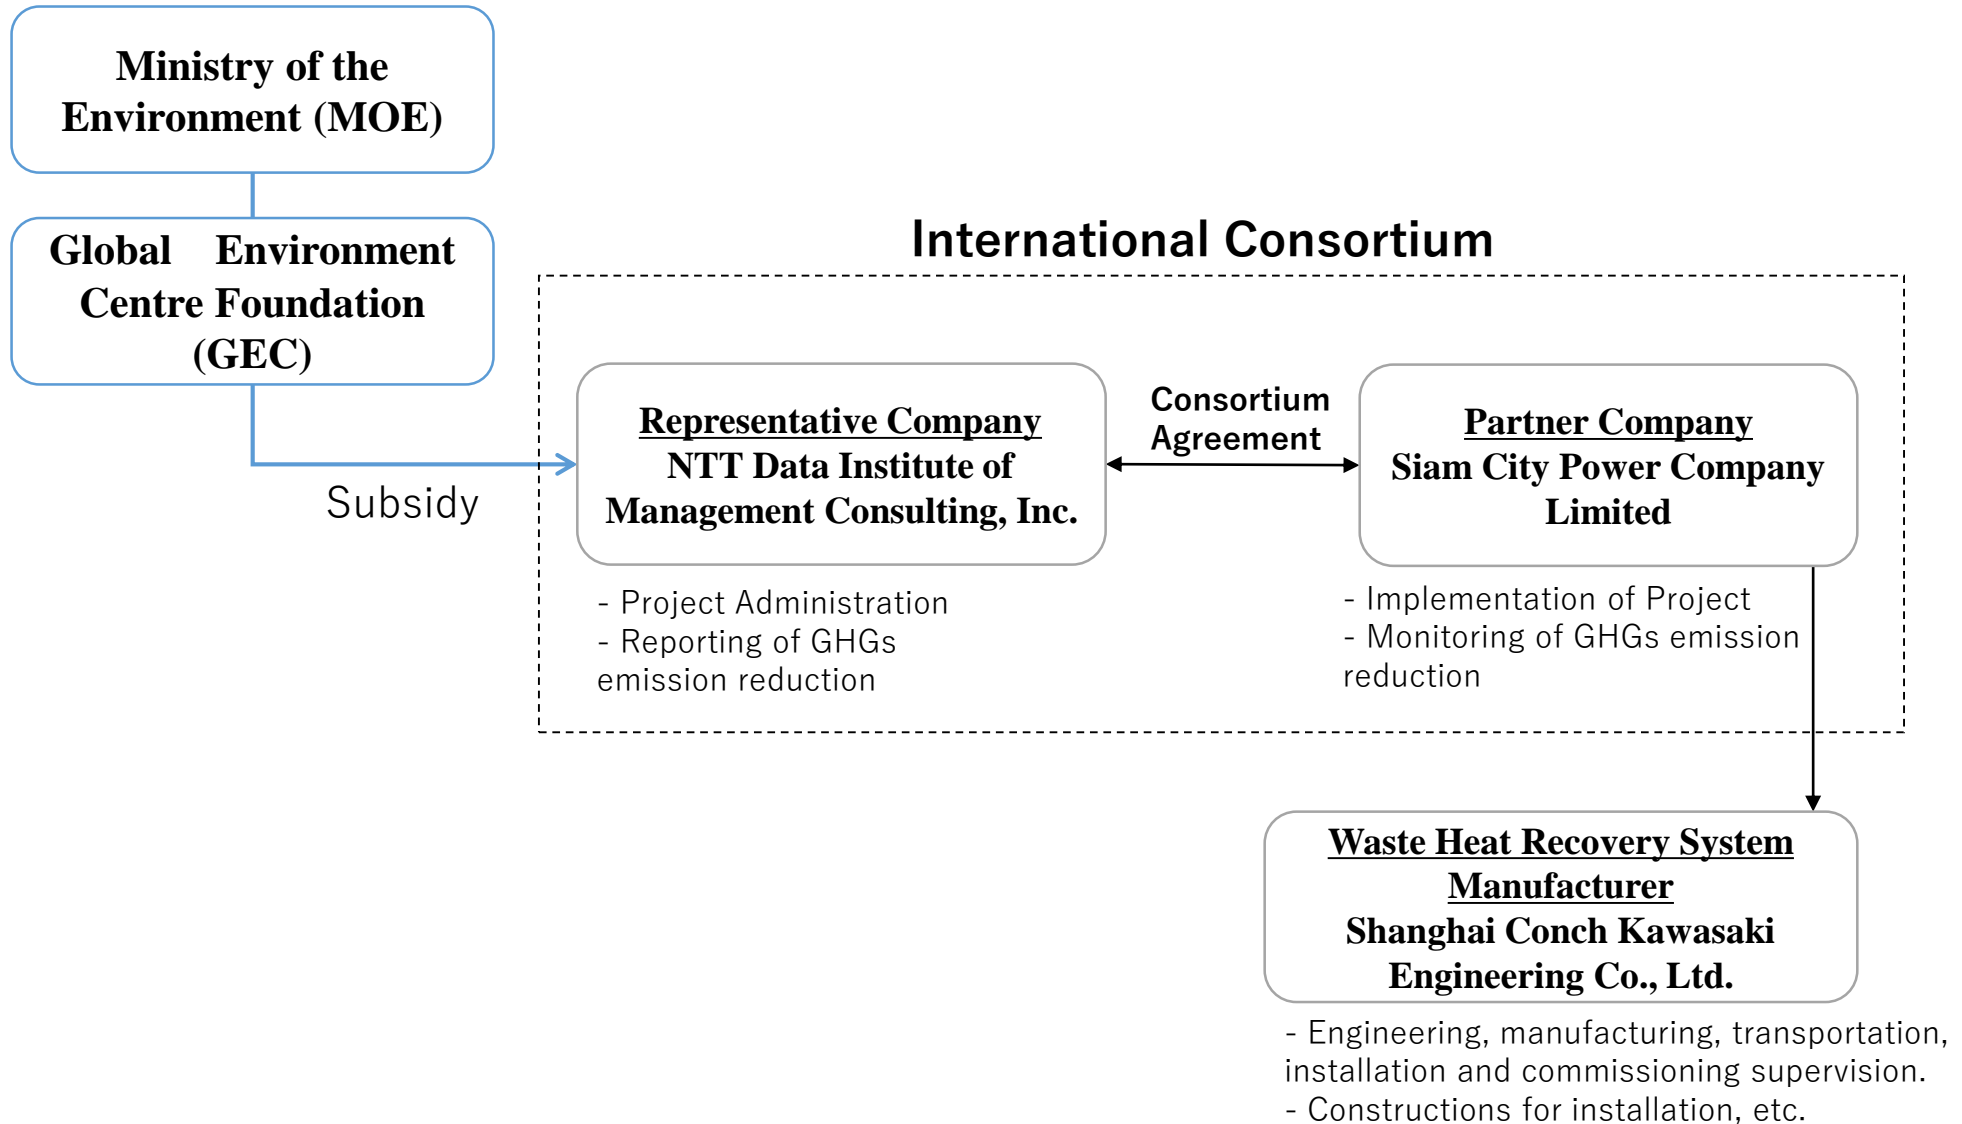 Ministry of the
Environment (MOE)
Global Environment
Centre Foundation
(GEC)
Subsidy
International Consortium
Representative Company
NTT Data Institute of
Management Consulting, Inc.
- Project Administration
- Reporting of GHGs
emission reduction
Consortium
Agreement
Partner Company
Siam City Power Company
Limited
- Implementation of Project
- Monitoring of GHGs emission
reduction
Waste Heat Recovery System
Manufacturer
Shanghai Conch Kawasaki
Engineering Co., Ltd.
- Engineering, manufacturing, transportation,
installation and commissioning supervision.
- Constructions for installation, etc.